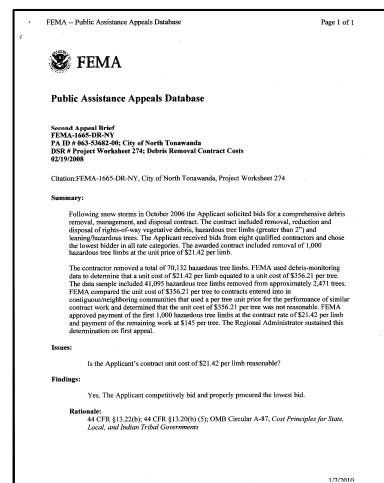 FEMA -- Public Assistance Appeals Database Page 1 of 1
FEMA
Public Assistance Appeals Database
Second Appeal Brief
FEMA-1665-DR-NY
PA ID # 063-53682-00; City of North Tonawanda
DSR # Project Worksheet 274; Debris Removal Contract Costs
02/19/2008
Citation:FEMA-1665-DR-NY, City of North Tonawanda, Project Worksheet 274
Summary:
Following snow storms in October 2006 the Applicant solicited bids for a comprehensive debris
removal, management, and disposal contract. The contract included removal, reduction and
disposal of rights-of-way vegetative debris, hazardous tree limbs (greater than 2") and
leaning/hazardous trees. The Applicant received bids from eight qualified contractors and chose
the lowest bidder in all rate categories. The awarded contract included removal of 1,000
hazardous tree limbs at the unit price of $21.42 per limb.
The contractor removed a total of 70,132 hazardous tree limbs. FEMA used debris-monitoring
data to determine that a unit cost of $21.42 per limb equated to a unit cost of $356.21 per tree.
The data sample included 41,095 hazardous tree limbs removed from approximately 2,471 trees.
FEMA compared the unit cost of $356.21 per tree to contracts entered into in
contiguous/neighboring communities that used a per tree unit price for the performance of similar
contract work and determined that the unit cost of $356.21 per tree was not reasonable. FEMA
approved payment of the first 1,000 hazardous tree limbs at the contract rate of $21.42 per limb
and payment of the remaining work at $145 per tree. The Regional Administrator sustained this
determination on first appeal.
Issues:
Is the Applicant's contract unit cost of $21.42 per limb reasonable?
Findings:
Yes. The Applicant competitively bid and properly procured the lowest bid.
Rationale:
44 CFR §13.22(b); 44 CFR §13.20(b) (5); OMB Circular A-87, Cost Principles for State,
Local, and Indian Tribal Governments
1/7/2010